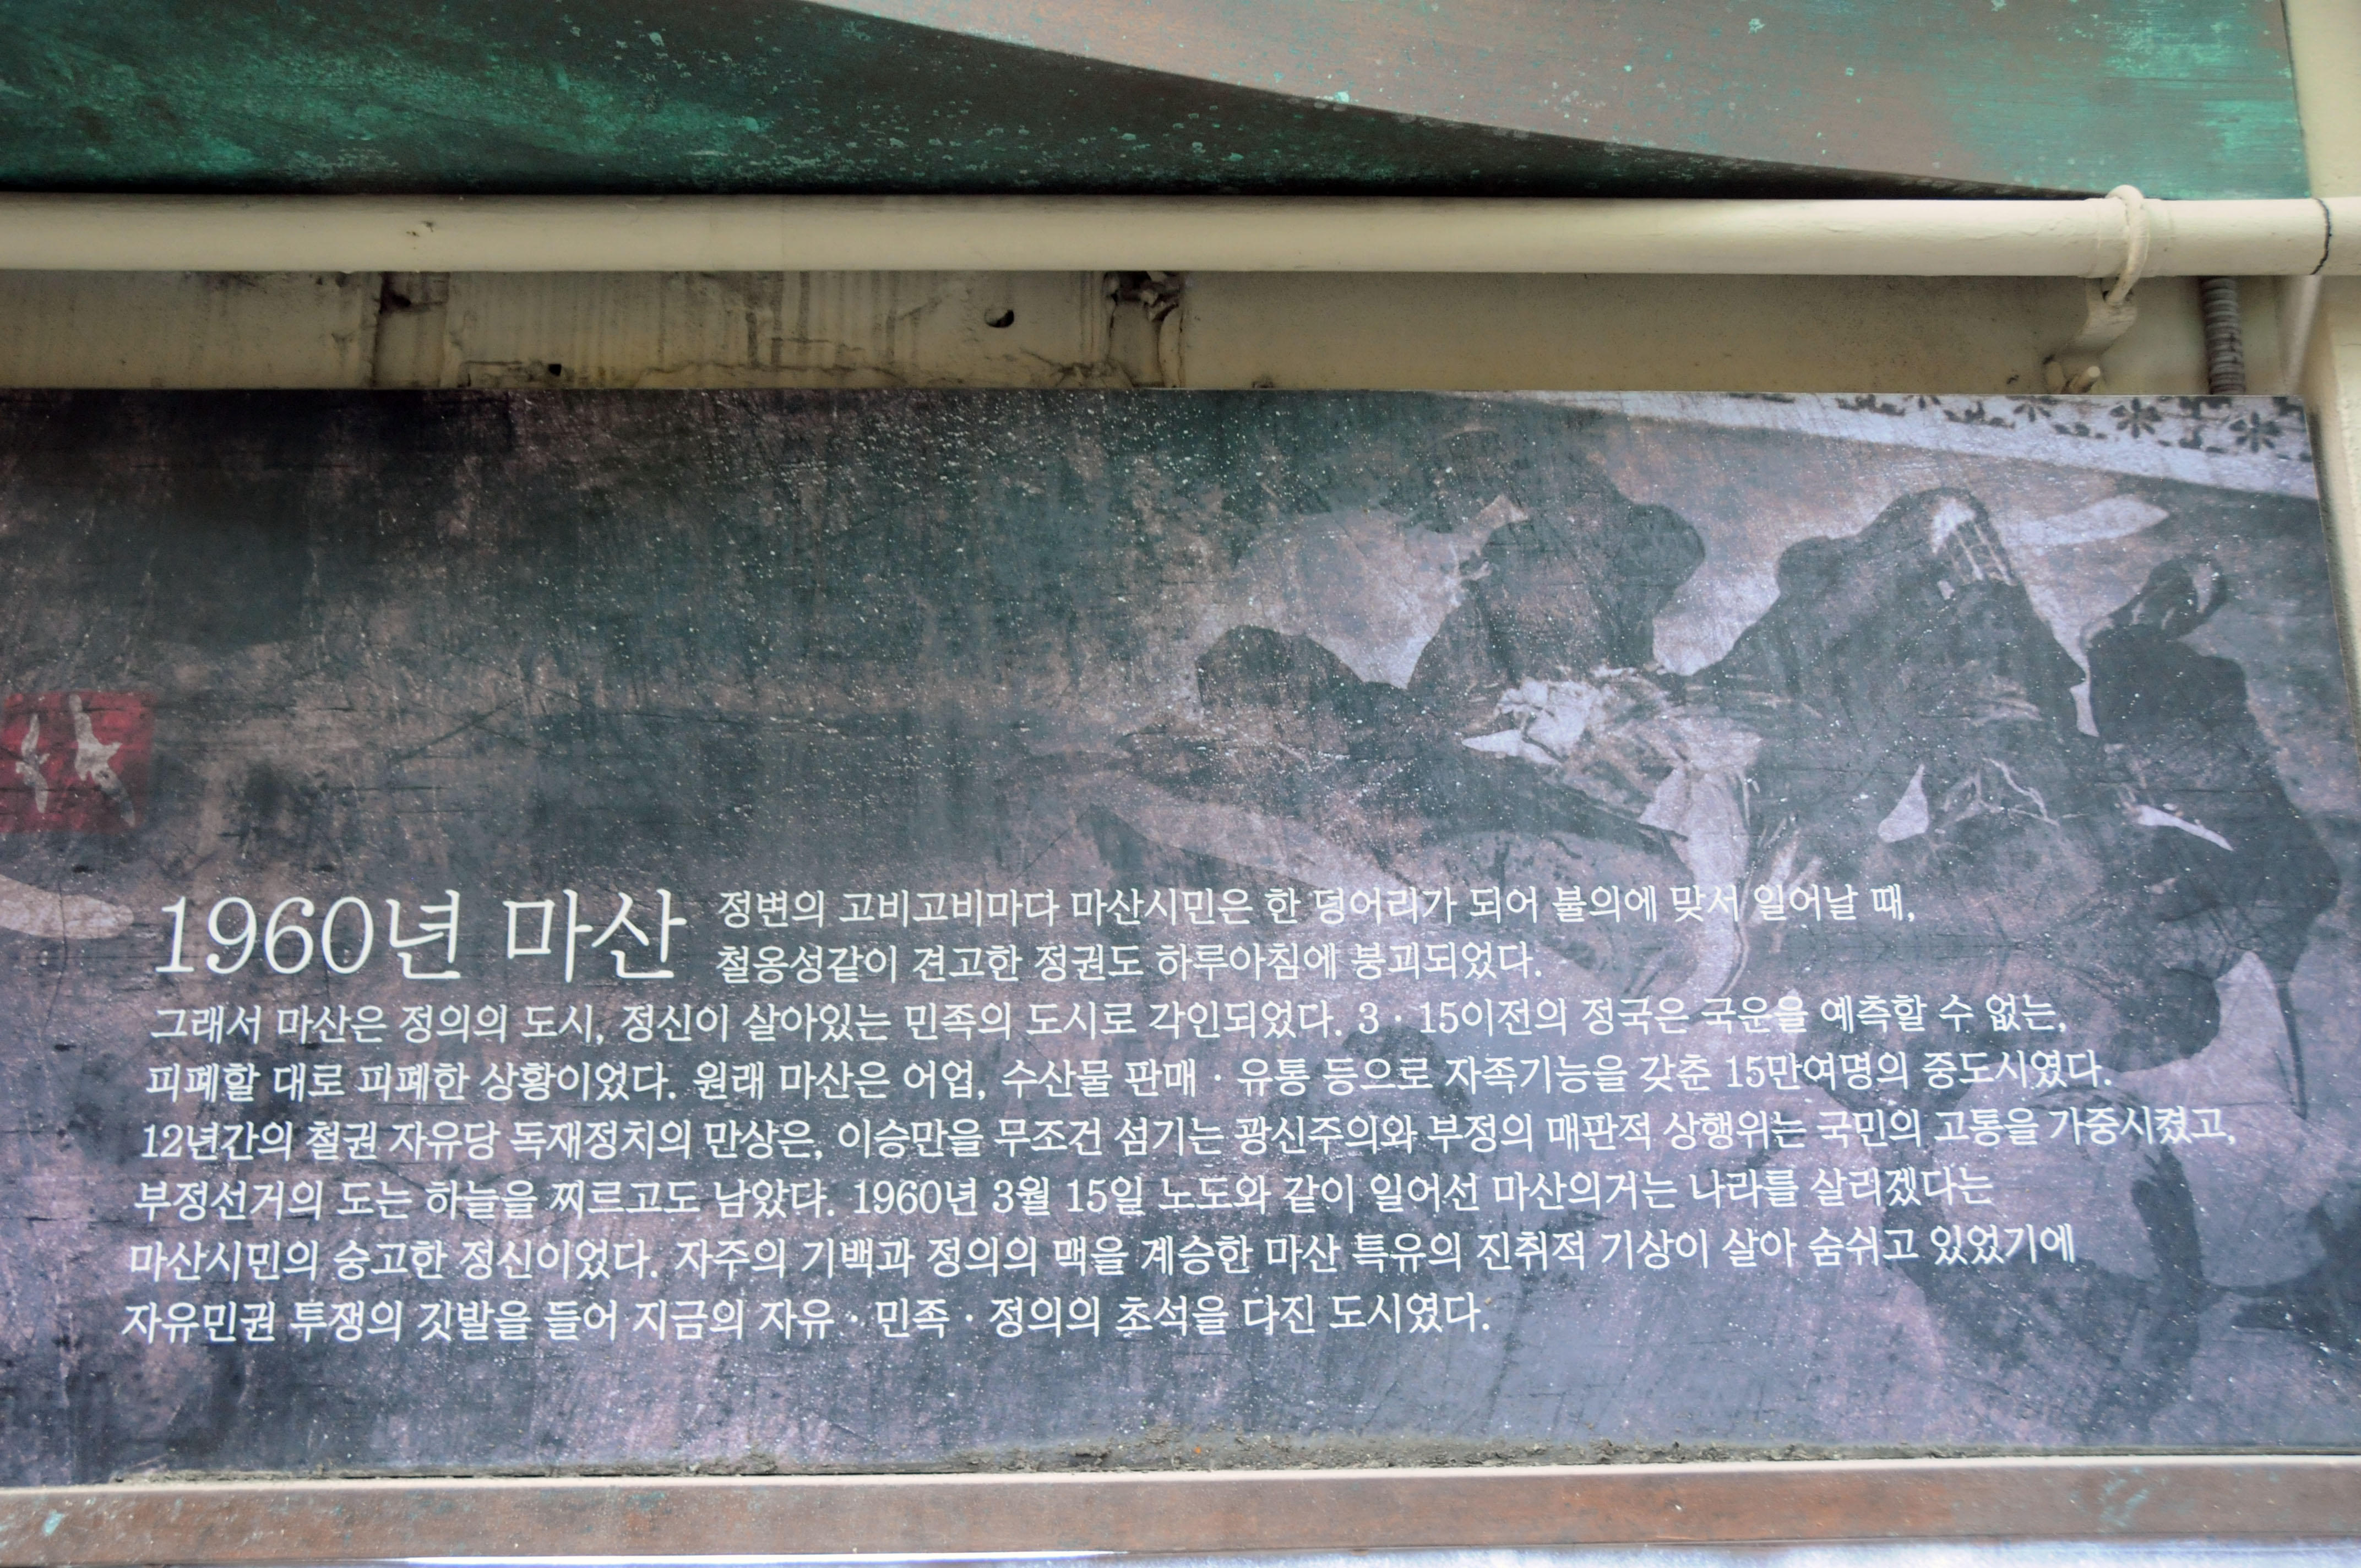 1960년 마산
정변의 고비고비마다 마산시민은 한 덩어리가 되어 불의에 맞서 일어날 때,
철옹성같이 견고한 정권도 하루아침에 붕괴되었다.
그래서 마산은 정의의 도시, 정신이 살아있는 민족의 도시로 각인되었다. 3 · 15이전의 정국은 국운을 예측할 수 없는,
피폐할 대로 피폐한 상황이었다. 원래 마산은 어업, 수산물 판매 · 유통 등으로 자족기능을 갖춘 15만여명의 중도시였다.
12년간의 철권 자유당 독재정치의 만상은, 이승만을 무조건 섬기는 광신주의와 부정의 매판적 상행위는 국민의 고통을 가중시켰고,
부정선거의 도는 하늘을 찌르고도 남았다. 1960년 3월 15일 노도와 같이 일어선 마산의거는 나라를 살리겠다는
마산시민의 숭고한 정신이었다. 자주의 기백과 정의의 맥을 계승한 마산 특유의 진취적 기상이 살아 숨쉬고 있었기에
자유민권 투쟁의 깃발을 들어 지금의 자유 · 민족 · 정의의 초석을 다진 도시였다.